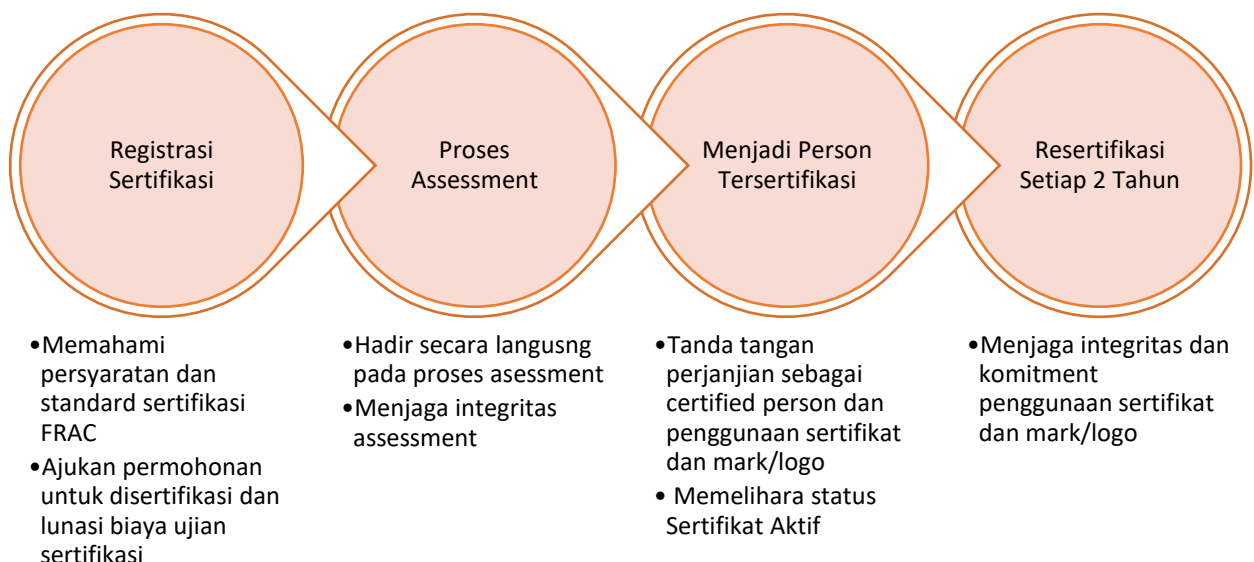 Registrasi
Sertifikasi
Proses
Assessment
Menjadi Person
Tersertifikasi
Resertifikasi
Setiap 2 Tahun
•Memahami
persyaratan dan
standard sertifikasi
FRAC
•Ajukan permohonan
untuk disertifikasi dan
lunasi biaya ujian
sertifikasi
•Hadir secara langusng
pada proses asessment
•Menjaga integritas
assessment
•Tanda tangan
perjanjian sebagai
certified person dan
penggunaan sertifikat
dan mark/logo
• Memelihara status
Sertifikat Aktif
•Menjaga integritas dan
komitment
penggunaan sertifikat
dan mark/logo